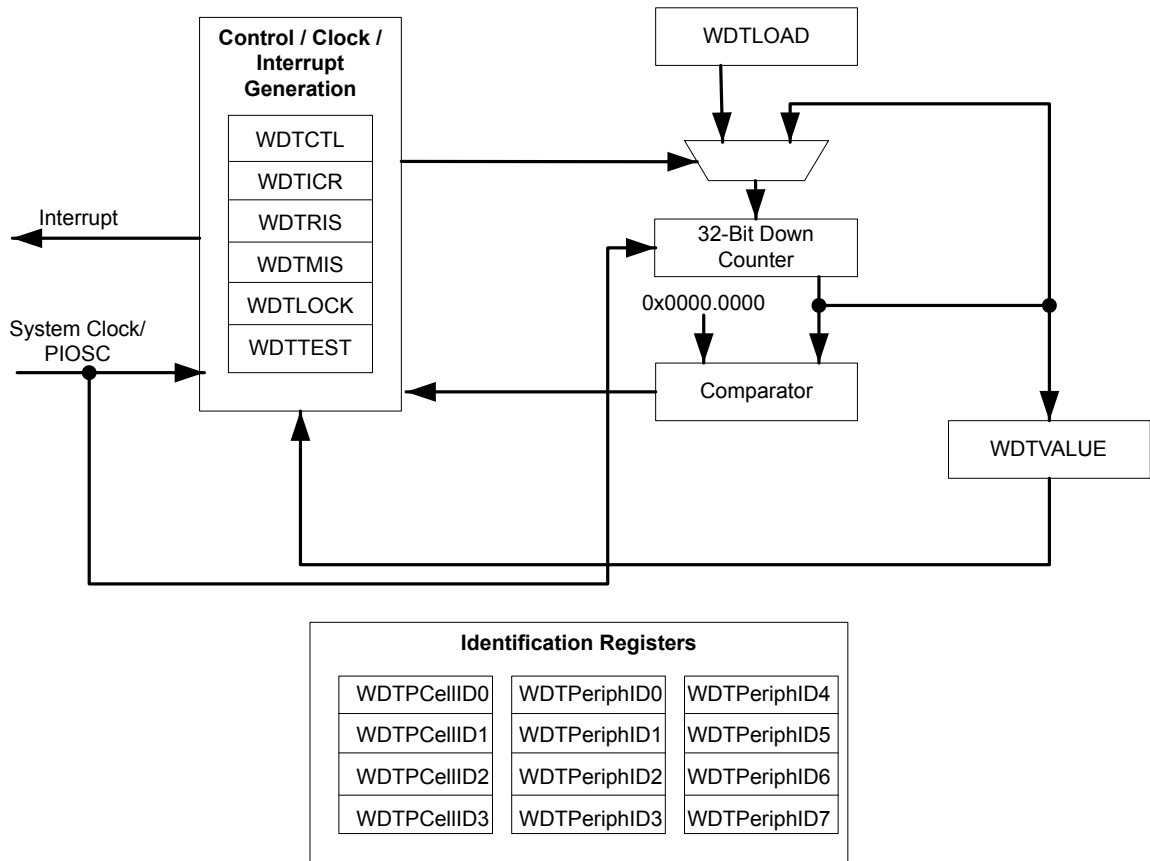 Control / Clock /
Interrupt
Generation
WDTCTL
WDTICR
WDTRIS
WDTMIS
WDTLOCK
WDTTEST
Interrupt
System Clock/
PIOSC
WDTLOAD
32-Bit Down
Counter
0x0000.0000
Comparator
WDTVALUE
Identification Registers
WDTPCellID0 WDTPeriphID0 WDTPeriphID4
WDTPCellID1 WDTPeriphID1 WDTPeriphID5
WDTPCellID2 WDTPeriphID2 WDTPeriphID6
WDTPCellID3 WDTPeriphID3 WDTPeriphID7